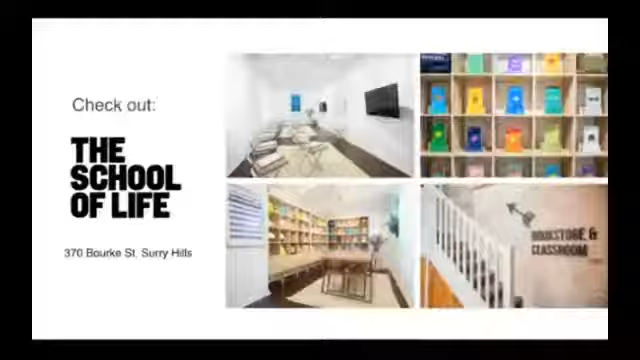 Check out:
THE
SCHOOL
OF LIFE
370 Bourke St, Surry Hills
BOOKSTORE &
CLASSROOM